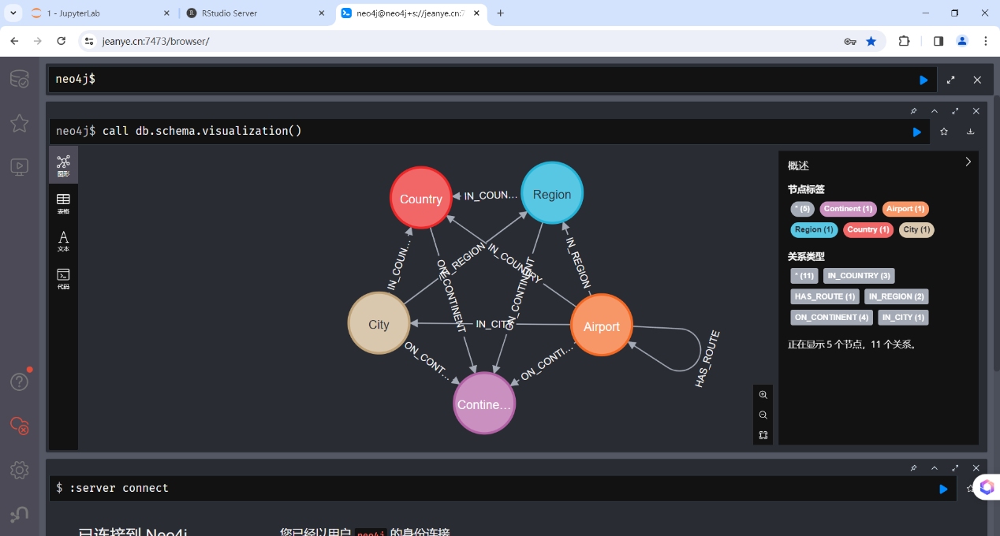 1 - JupyterLab
RStudio Server
neo4j@neo4j+s://jeanye.cn:7
jeanye.cn:7473/browser/
neo4j$
neo4j$ call db.schema.visualization()
图形
表格
文本
代码
Country
Region
City
Airport
Contine...
IN_COUN...
IN_COUN...
IN_REGION
IN_COUNTRY
IN_REGION
ON_CONTINENT
ON_CONTINENT
IN_CITY
ON_CONT...
ON_CONTI...
HAS_ROUTE
概述
节点标签
* (5) Continent (1) Airport (1)
Region (1) Country (1) City (1)
关系类型
* (11) IN_COUNTRY (3)
HAS_ROUTE (1) IN_REGION (2)
ON_CONTINENT (4) IN_CITY (1)
正在显示 5 个节点，11 个关系。
$ :server connect
已连接到 Neo4j
您已经以用户 neo4j 的身份连接